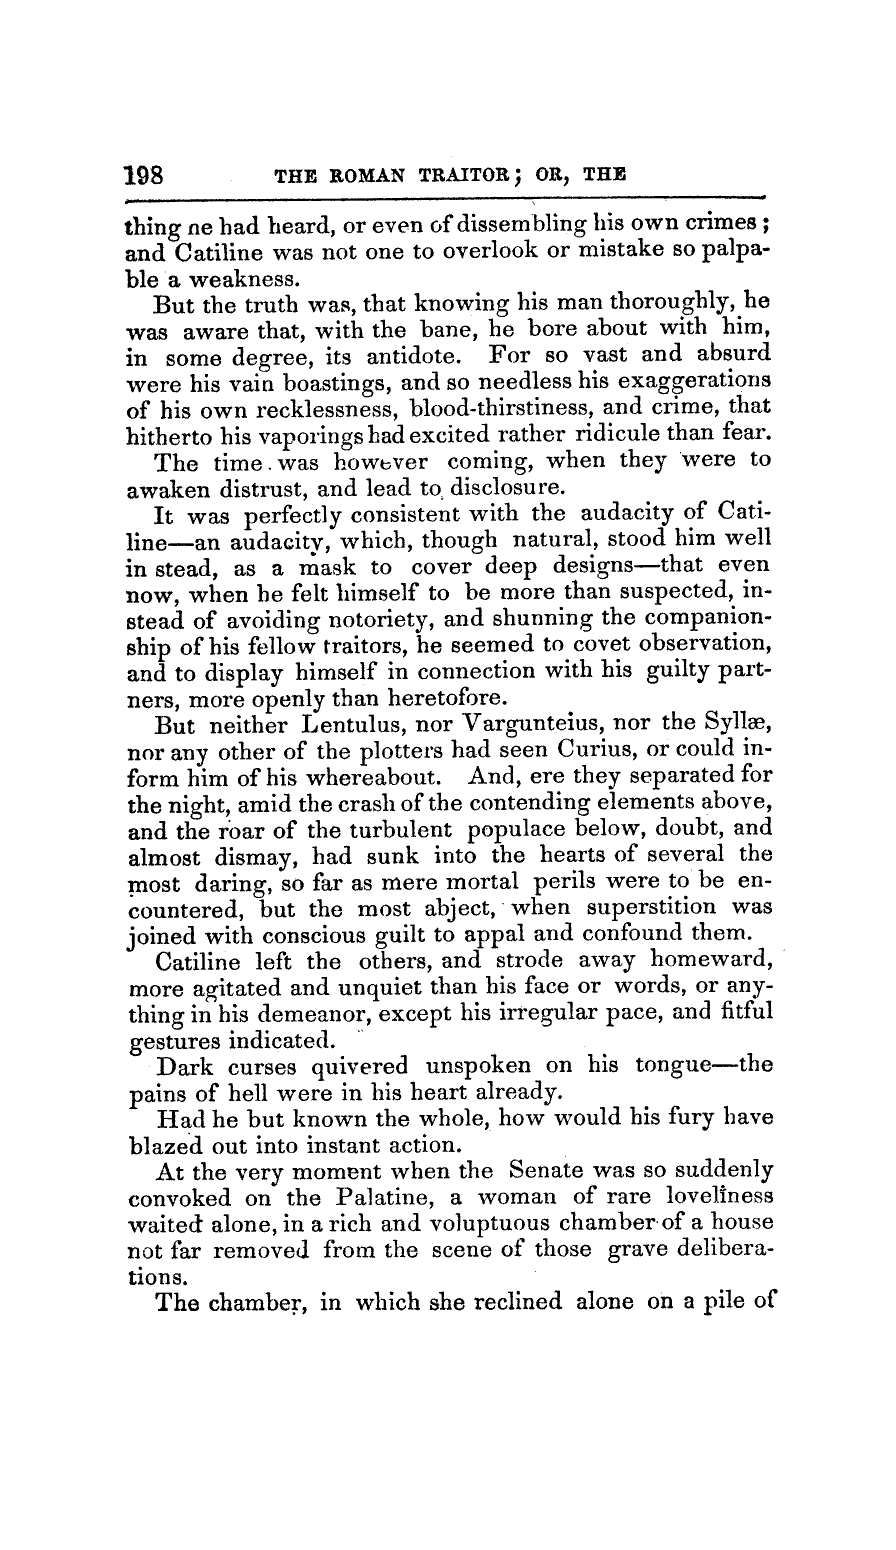 198 THE ROMAN TRAITOR; OR, THE
thing he had heard, or even of dissembling his own crimes;
and Catiline was not one to overlook or mistake so palpa-
ble a weakness.
But the truth was, that knowing his man thoroughly, he
was aware that, with the bane, he bore about with him,
in some degree, its antidote. For so vast and absurd
were his vain boastings, and so needless his exaggerations
of his own recklessness, blood-thirstiness, and crime, that
hitherto his vaporings had excited rather ridicule than fear.
The time was however coming, when they were to
awaken distrust, and lead to disclosure.
It was perfectly consistent with the audacity of Cati-
line—an audacity, which, though natural, stood him well
in stead, as a mask to cover deep designs—that even
now, when he felt himself to be more than suspected, in-
stead of avoiding notoriety, and shunning the companion-
ship of his fellow traitors, he seemed to covet observation,
and to display himself in connection with his guilty part-
ners, more openly than heretofore.
But neither Lentulus, nor Vargunteius, nor the Syllæ,
nor any other of the plotters had seen Curius, or could in-
form him of his whereabout. And, ere they separated for
the night, amid the crash of the contending elements above,
and the roar of the turbulent populace below, doubt, and
almost dismay, had sunk into the hearts of several the
most daring, so far as mere mortal perils were to be en-
countered, but the most abject, when superstition was
joined with conscious guilt to appal and confound them.
Catiline left the others, and strode away homeward,
more agitated and unquiet than his face or words, or any-
thing in his demeanor, except his irregular pace, and fitful
gestures indicated.
Dark curses quivered unspoken on his tongue—the
pains of hell were in his heart already.
Had he but known the whole, how would his fury have
blazed out into instant action.
At the very moment when the Senate was so suddenly
convoked on the Palatine, a woman of rare loveliness
waited alone, in a rich and voluptuous chamber of a house
not far removed from the scene of those grave delibera-
tions.
The chamber, in which she reclined alone on a pile of